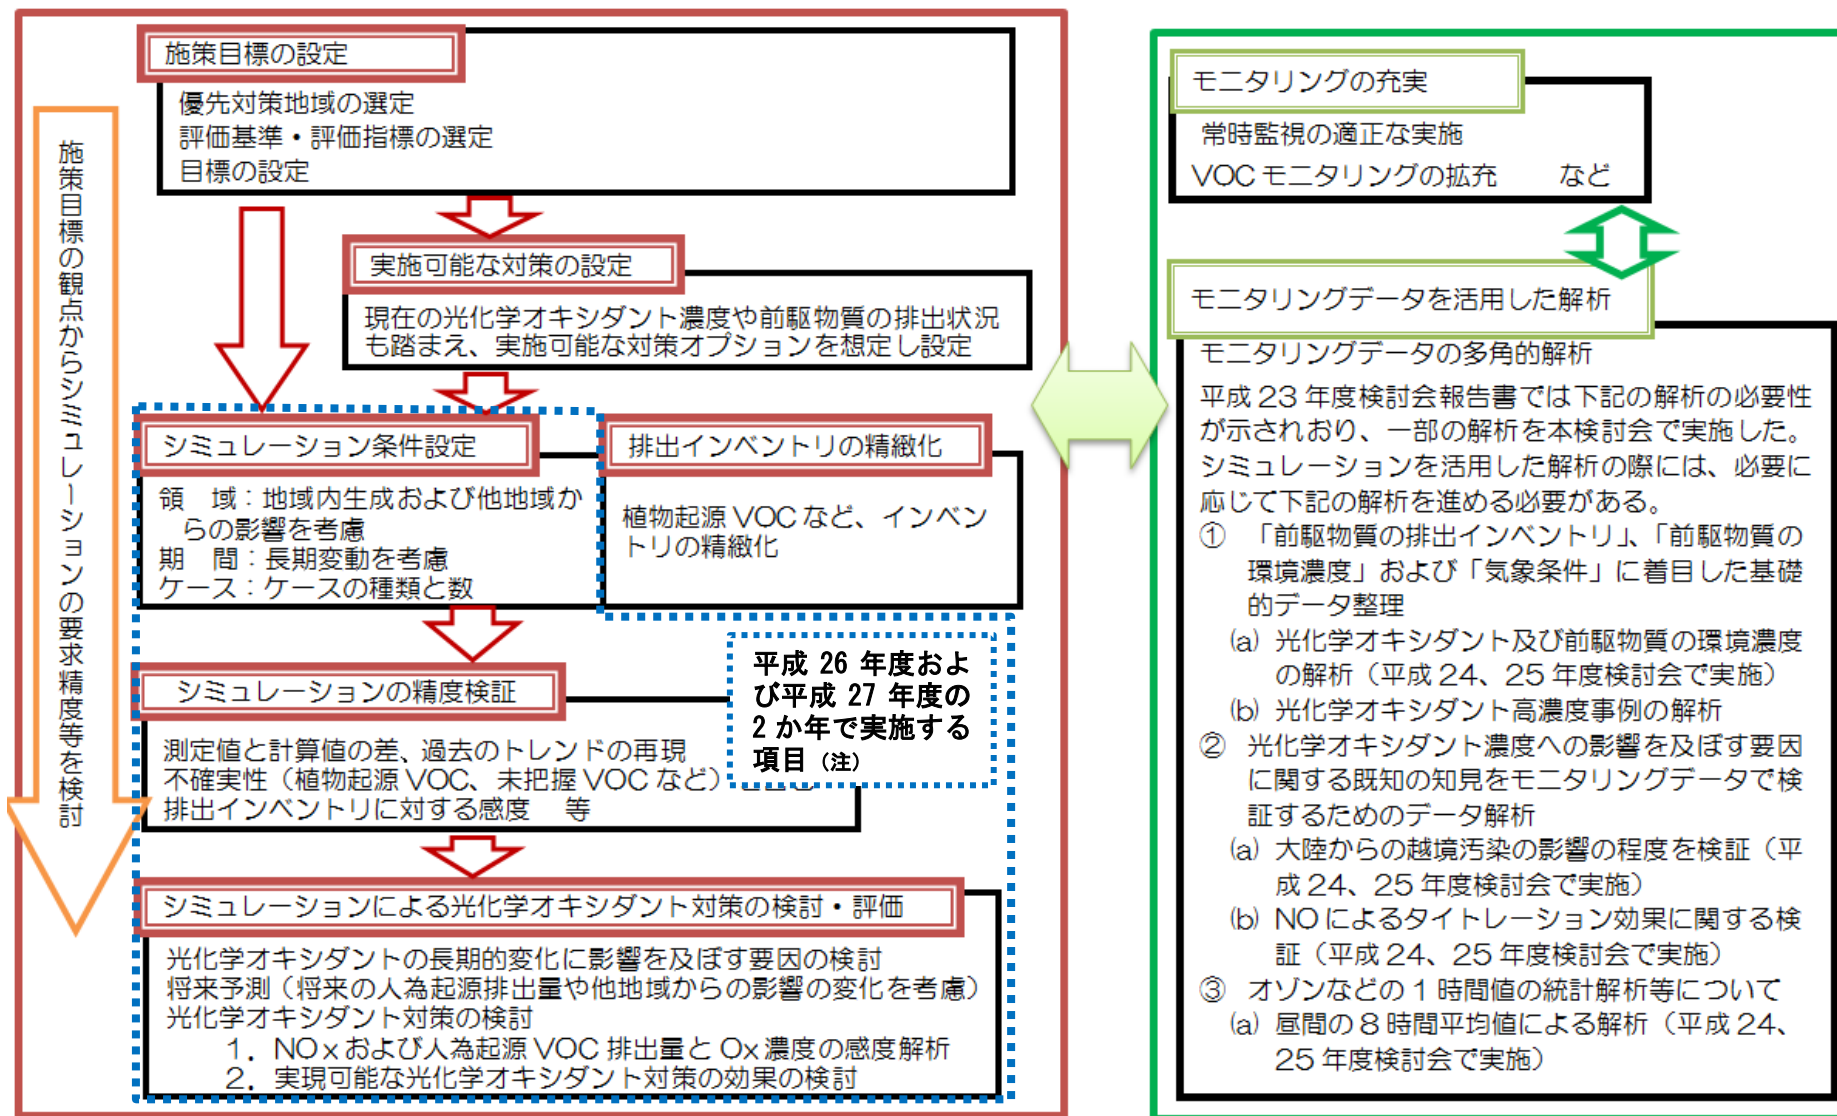 施策目標の設定
優先対策地域の選定
評価基準・評価指標の選定
目標の設定
施策目標の観点からシミュレーションの要求精度等を検討
実施可能な対策の設定
現在の光化学オキシダント濃度や前駆物質の排出状況
も踏まえ、実施可能な対策オプションを想定し設定
シミュレーション条件設定
領　域：地域内生成および他地域か
らの影響を考慮
期　間：長期変動を考慮
ケース：ケースの種類と数
排出インベントリの精緻化
植物起源 VOC など、インベン
トリの精緻化
シミュレーションの精度検証
測定値と計算値の差、過去のトレンドの再現
不確実性（植物起源 VOC、未把握 VOC など）
排出インベントリに対する感度　等
平成 26 年度およ
び平成 27 年度の
2 か年で実施する
項目（注）
シミュレーションによる光化学オキシダント対策の検討・評価
光化学オキシダントの長期的変化に影響を及ぼす要因の検討
将来予測（将来の人為起源排出量や他地域からの影響の変化を考慮）
光化学オキシダント対策の検討
1．NOx および人為起源 VOC 排出量と Ox 濃度の感度解析
2．実現可能な光化学オキシダント対策の効果の検討
モニタリングの充実
常時監視の適正な実施
VOC モニタリングの拡充　　など
モニタリングデータを活用した解析
モニタリングデータの多角的解析
平成 23 年度検討会報告書では下記の解析の必要性
が示されおり、一部の解析を本検討会で実施した。
シミュレーションを活用した解析の際には、必要に
応じて下記の解析を進める必要がある。
①　「前駆物質の排出インベントリ」、「前駆物質の
環境濃度」および「気象条件」に着目した基礎
的データ整理
(a) 光化学オキシダント及び前駆物質の環境濃度
の解析（平成 24、25 年度検討会で実施）
(b) 光化学オキシダント高濃度事例の解析
②　光化学オキシダント濃度への影響を及ぼす要因
に関する既知の知見をモニタリングデータで検
証するためのデータ解析
(a) 大陸からの越境汚染の影響の程度を検証（平
成 24、25 年度検討会で実施）
(b) NO によるタイトレーション効果に関する検
証（平成 24、25 年度検討会で実施）
③　オゾンなどの 1 時間値の統計解析等について
(a) 昼間の 8 時間平均値による解析（平成 24、
25 年度検討会で実施）